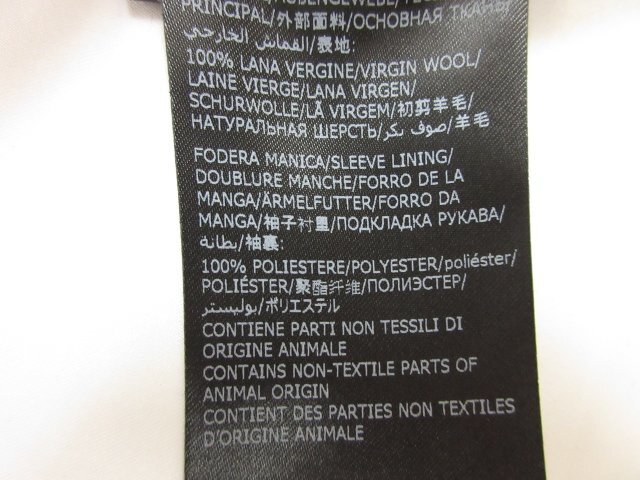 PRINCIPAL/外部面料/ОСНОВНАЯ ТКАНЬ/
القماش الخارجي/表地:
100% LANA VERGINE/VIRGIN WOOL/
LAINE VIERGE/LANA VIRGEN/
SCHURWOLLE/LÃ VIRGEM/初剪羊毛/
НАТУРАЛЬНАЯ ШЕРСТЬ/صوف بكر/羊毛
FODERA MANICA/SLEEVE LINING/
DOUBLURE MANCHE/FORRO DE LA
MANGA/ÄRMELFUTTER/FORRO DA
MANGA/袖子衬里/ПОДКЛАДКА РУКАВА/
بطانة/袖裏:
100% POLIESTERE/POLYESTER/poliéster/
POLIÉSTER/聚酯纤维/ПОЛИЭСТЕР/
بوليستر/ポリエステル
CONTIENE PARTI NON TESSILI DI
ORIGINE ANIMALE
CONTAINS NON-TEXTILE PARTS OF
ANIMAL ORIGIN
CONTIENT DES PARTIES NON TEXTILES
D'ORIGINE ANIMALE